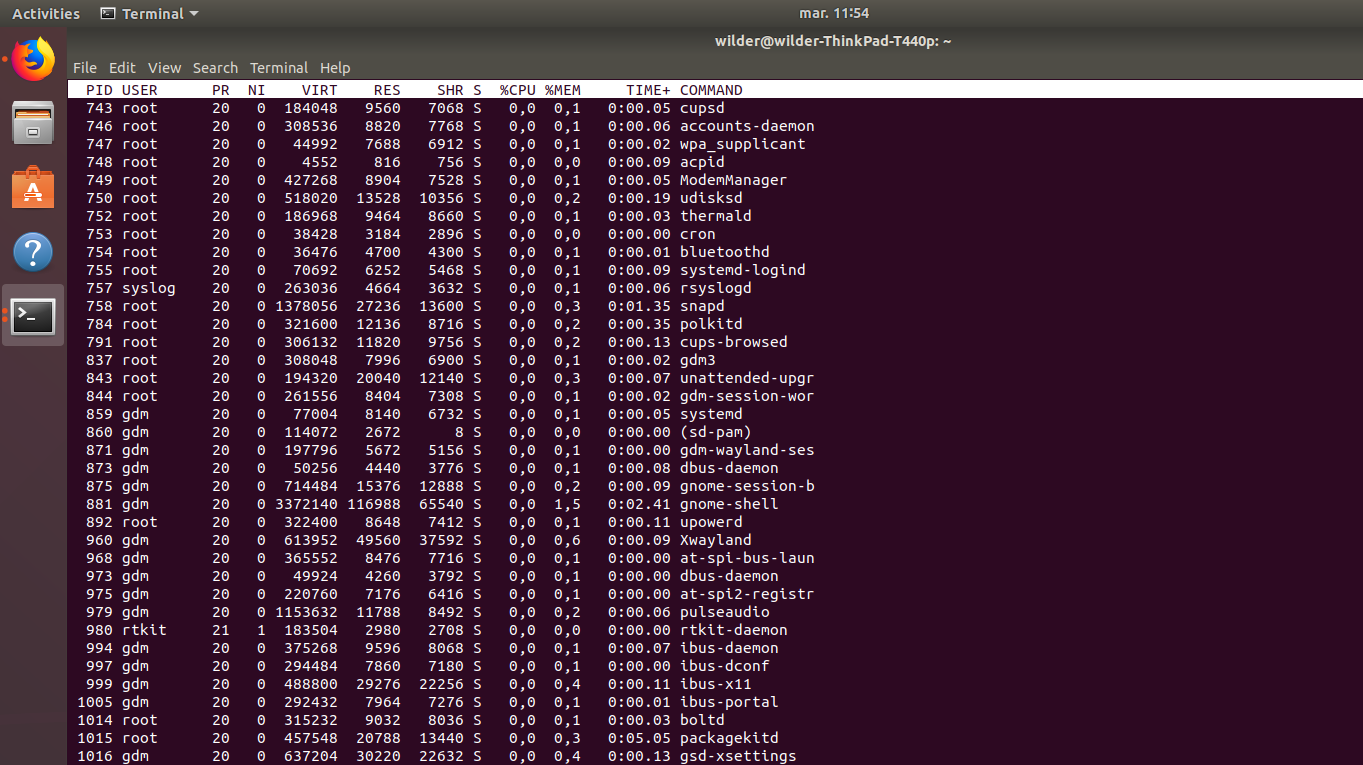 Activities Terminal mar. 11:54
wilder@wilder-ThinkPad-T440p: ~
File Edit View Search Terminal Help
PID USER PR NI VIRT RES SHR S %CPU %MEM TIME+ COMMAND
743 root 20 0 184048 9560 7068 S 0,0 0,1 0:00.05 cupsd
746 root 20 0 308536 8820 7768 S 0,0 0,1 0:00.06 accounts-daemon
747 root 20 0 44992 7688 6912 S 0,0 0,1 0:00.02 wpa_supplicant
748 root 20 0 4552 816 756 S 0,0 0,0 0:00.09 acpid
749 root 20 0 427268 8904 7528 S 0,0 0,1 0:00.05 ModemManager
750 root 20 0 518020 13528 10356 S 0,0 0,2 0:00.19 udisksd
752 root 20 0 186968 9464 8660 S 0,0 0,1 0:00.03 thermald
753 root 20 0 38428 3184 2896 S 0,0 0,0 0:00.00 cron
754 root 20 0 36476 4700 4300 S 0,0 0,1 0:00.01 bluetoothd
755 root 20 0 70692 6252 5468 S 0,0 0,1 0:00.09 systemd-logind
757 syslog 20 0 263036 4664 3632 S 0,0 0,1 0:00.06 rsyslogd
758 root 20 0 1378056 27236 13600 S 0,0 0,3 0:01.35 snapd
784 root 20 0 321600 12136 8716 S 0,0 0,2 0:00.35 polkitd
791 root 20 0 306132 11820 9756 S 0,0 0,2 0:00.13 cups-browsed
837 root 20 0 308048 7996 6900 S 0,0 0,1 0:00.02 gdm3
843 root 20 0 194320 20040 12140 S 0,0 0,3 0:00.07 unattended-upgr
844 root 20 0 261556 8404 7308 S 0,0 0,1 0:00.02 gdm-session-wor
859 gdm 20 0 77004 8140 6732 S 0,0 0,1 0:00.05 systemd
860 gdm 20 0 114072 2672 8 S 0,0 0,0 0:00.00 (sd-pam)
871 gdm 20 0 197796 5672 5156 S 0,0 0,1 0:00.00 gdm-wayland-ses
873 gdm 20 0 50256 4440 3776 S 0,0 0,1 0:00.08 dbus-daemon
875 gdm 20 0 714484 15376 12888 S 0,0 0,2 0:00.09 gnome-session-b
881 gdm 20 0 3372140 116988 65540 S 0,0 1,5 0:02.41 gnome-shell
892 root 20 0 322400 8648 7412 S 0,0 0,1 0:00.11 upowerd
960 gdm 20 0 613952 49560 37592 S 0,0 0,6 0:00.09 Xwayland
968 gdm 20 0 365552 8476 7716 S 0,0 0,1 0:00.00 at-spi-bus-laun
973 gdm 20 0 49924 4260 3792 S 0,0 0,1 0:00.00 dbus-daemon
975 gdm 20 0 220760 7176 6416 S 0,0 0,1 0:00.00 at-spi2-registr
979 gdm 20 0 1153632 11788 8492 S 0,0 0,2 0:00.06 pulseaudio
980 rtkit 21 1 183504 2980 2708 S 0,0 0,0 0:00.00 rtkit-daemon
994 gdm 20 0 375268 9596 8068 S 0,0 0,1 0:00.07 ibus-daemon
997 gdm 20 0 294484 7860 7180 S 0,0 0,1 0:00.00 ibus-dconf
999 gdm 20 0 488800 29276 22256 S 0,0 0,4 0:00.11 ibus-x11
1005 gdm 20 0 292432 7964 7276 S 0,0 0,1 0:00.01 ibus-portal
1014 root 20 0 315232 9032 8036 S 0,0 0,1 0:00.03 boltd
1015 root 20 0 457548 20788 13440 S 0,0 0,3 0:05.05 packagekitd
1016 gdm 20 0 637204 30220 22632 S 0,0 0,4 0:00.13 gsd-xsettings